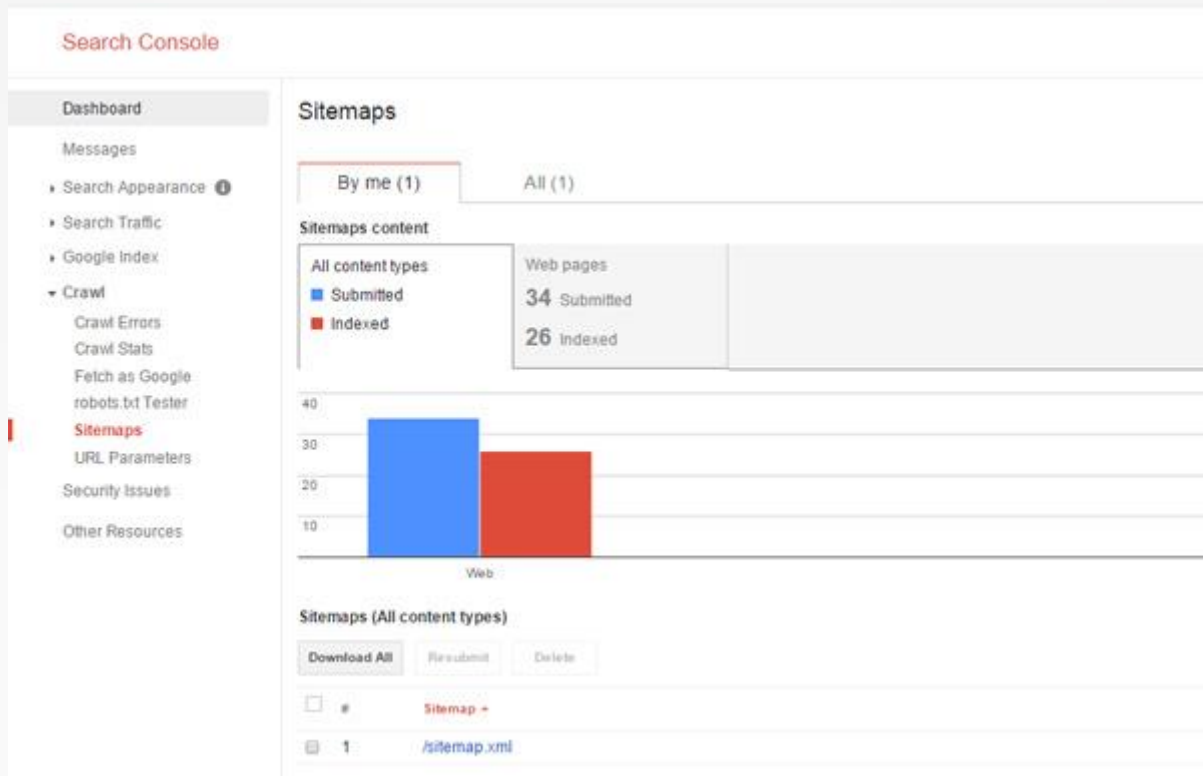 Search Console
Dashboard
Messages
Search Appearance
Search Traffic
Google Index
Crawl
Crawl Errors
Crawl Stats
Fetch as Google
robots.txt Tester
Sitemaps
URL Parameters
Security Issues
Other Resources
Sitemaps
By me (1) All (1)
Sitemaps content
All content types
Submitted
Indexed
Web pages
34 Submitted
26 Indexed
40
30
20
10
Web
Sitemaps (All content types)
Download All Resubmit Delete
# Sitemap
1 /sitemap.xml